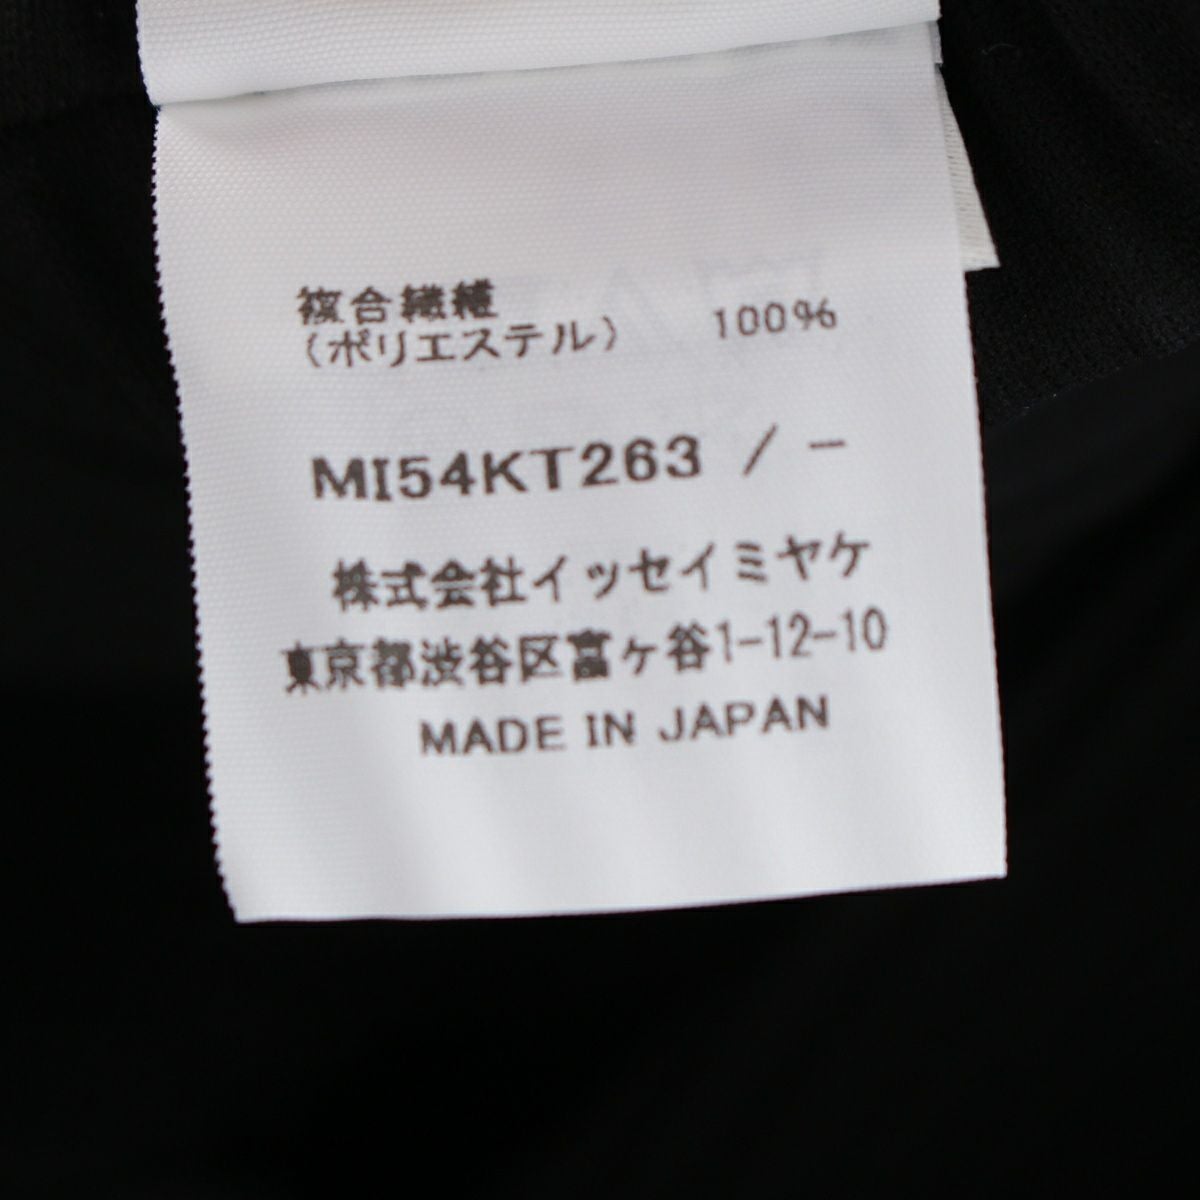 複合繊維
(ポリエステル) 100%
MI54KT263 / -
株式会社イッセイミヤケ
東京都渋谷区富ヶ谷1-12-10
MADE IN JAPAN